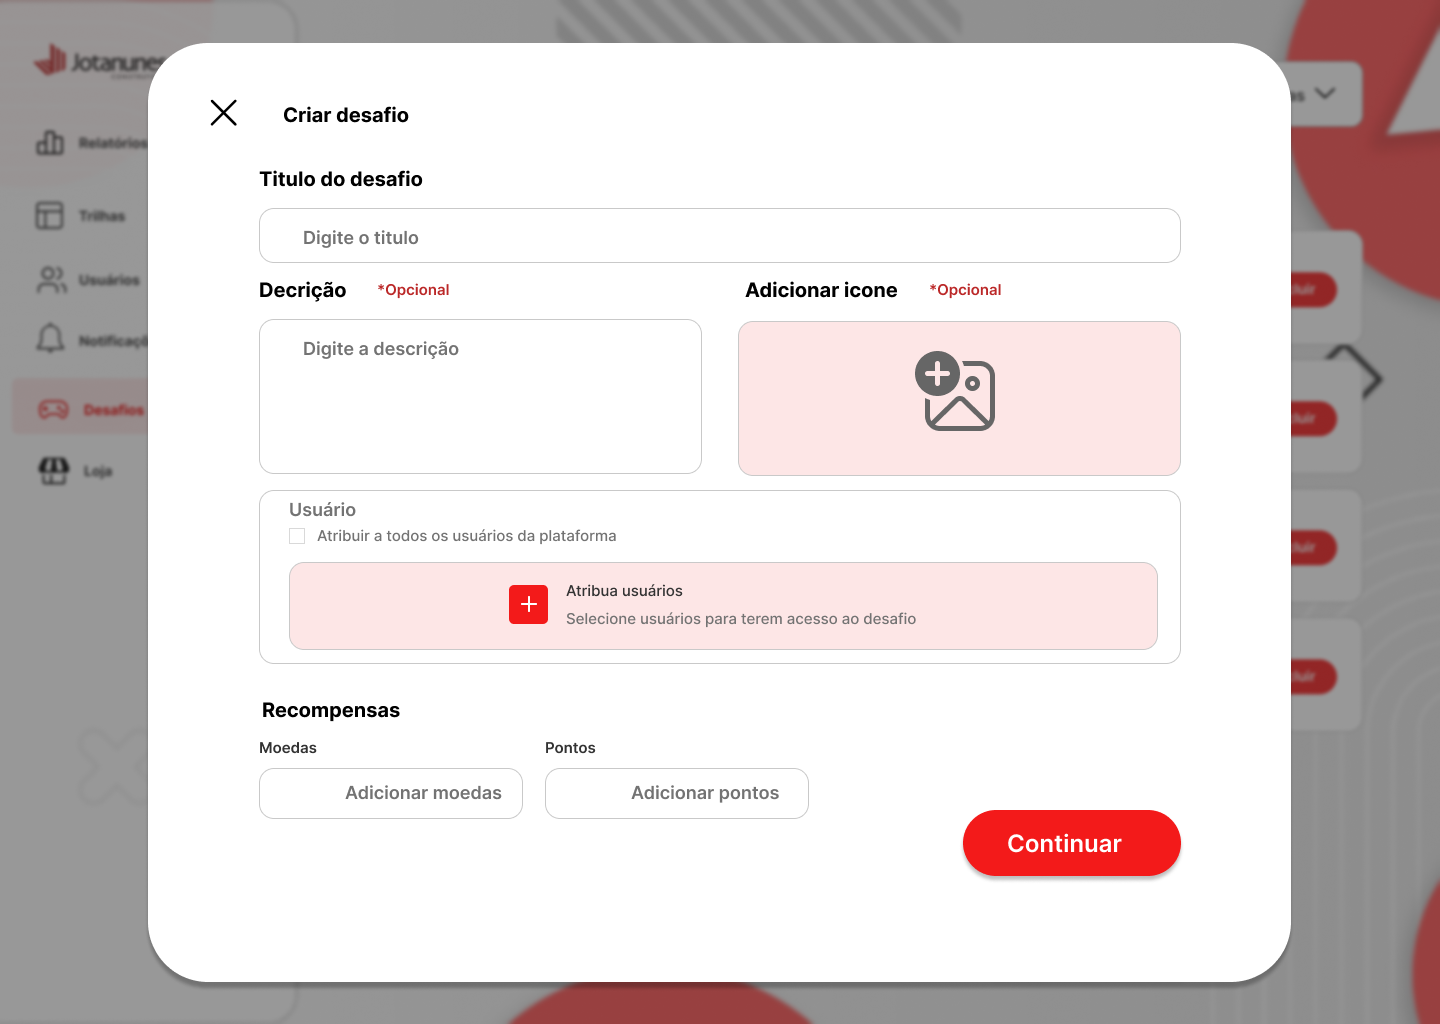 Jotanunes
Relatórios
Trilhas
Usuários
Desafios
Loja
Criar desafio
Titulo do desafio
Digite o titulo
Decrição *Opcional
Adicionar icone *Opcional
Digite a descrição
Usuário
Atribuir a todos os usuários da plataforma
Atribua usuários
Selecione usuários para terem acesso ao desafio
Recompensas
Moedas Pontos
Adicionar moedas Adicionar pontos
Continuar